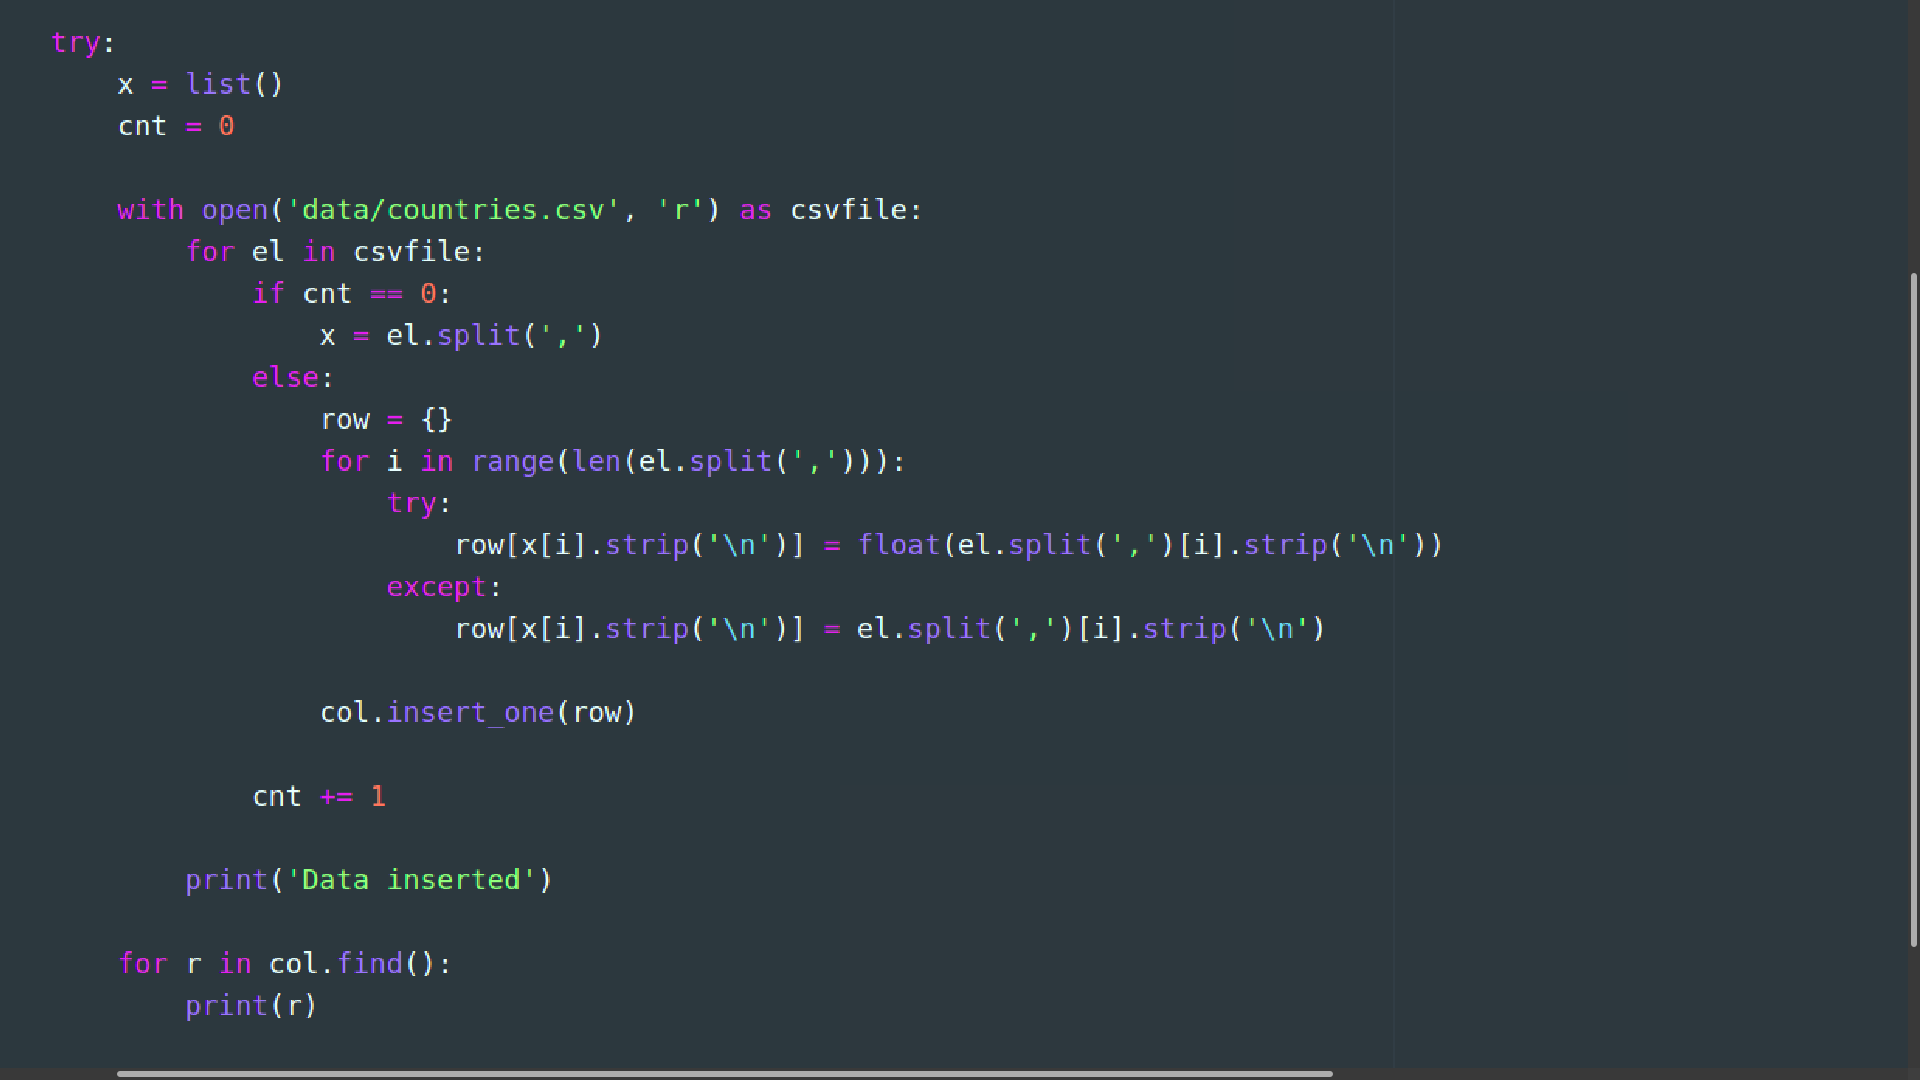 try:
    x = list()
    cnt = 0

    with open('data/countries.csv', 'r') as csvfile:
        for el in csvfile:
            if cnt == 0:
                x = el.split(',')
            else:
                row = {}
                for i in range(len(el.split(','))):
                    try:
                        row[x[i].strip('\n')] = float(el.split(',')[i].strip('\n'))
                    except:
                        row[x[i].strip('\n')] = el.split(',')[i].strip('\n')

                col.insert_one(row)

            cnt += 1

        print('Data inserted')

    for r in col.find():
        print(r)